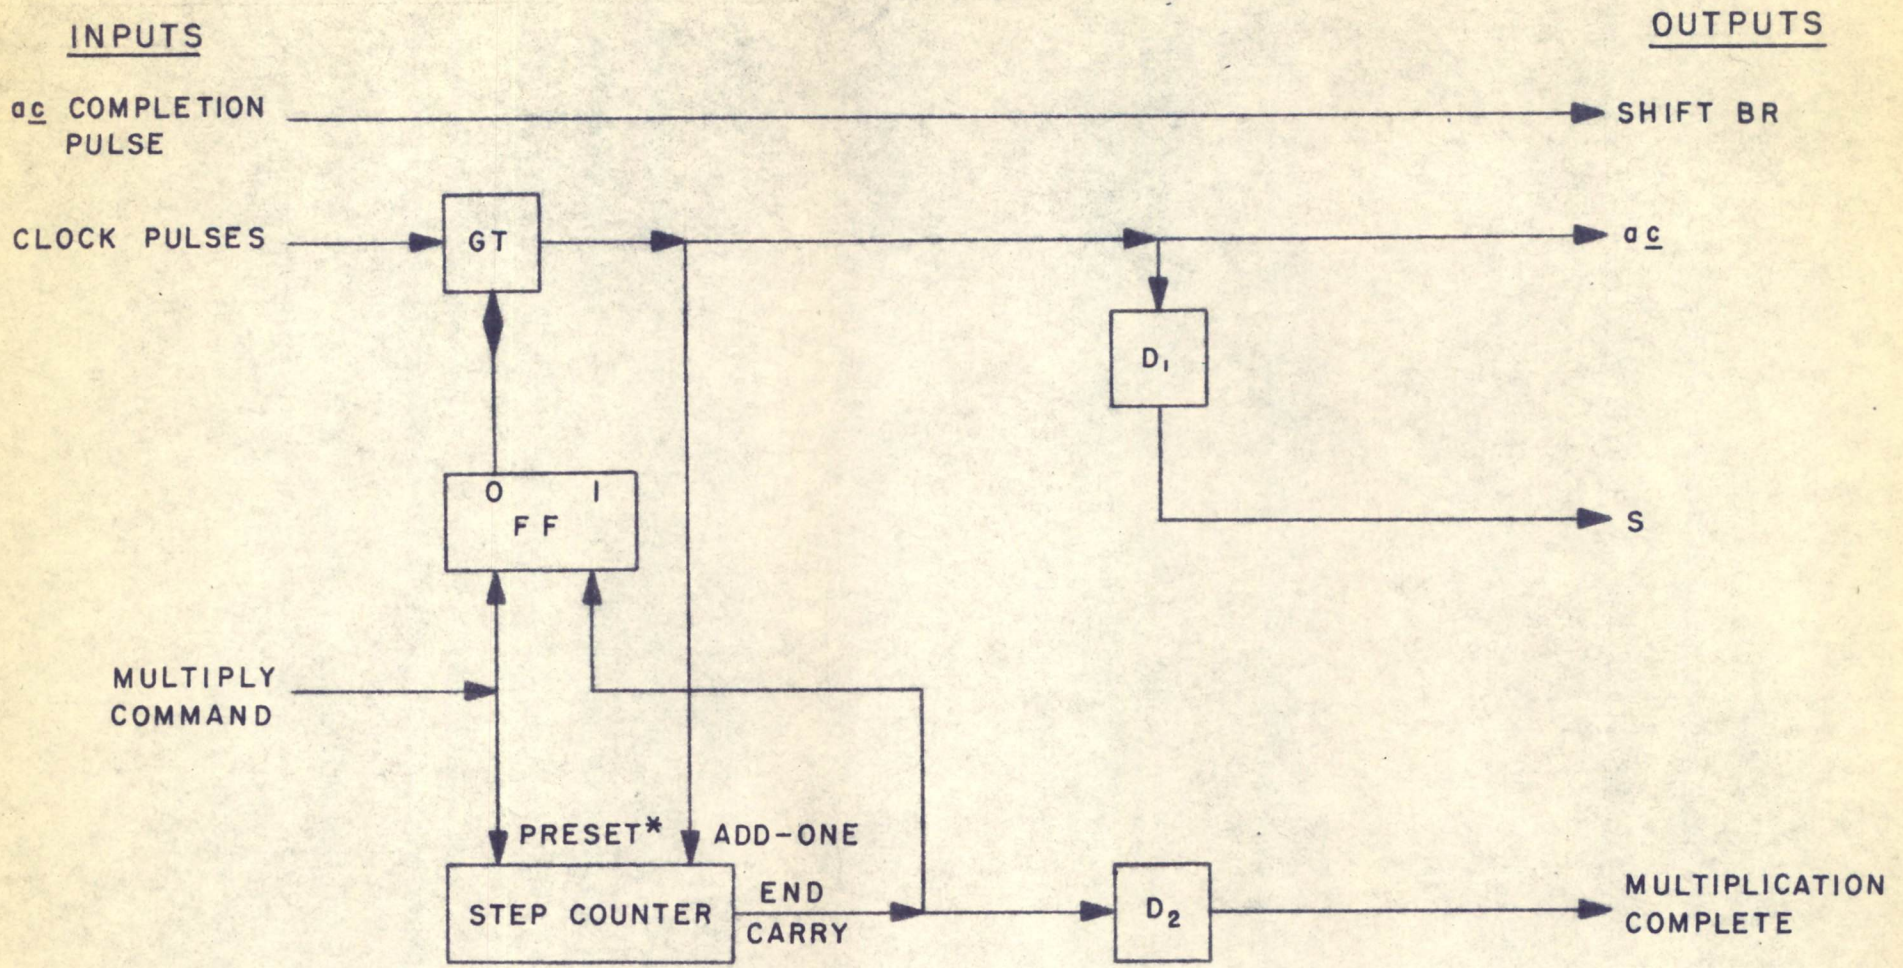 INPUTS
OUTPUTS
ac COMPLETION
PULSE
SHIFT BR
CLOCK PULSES
GT
ac
D1
O I
FF
S
MULTIPLY
COMMAND
PRESET*
ADD-ONE
STEP COUNTER
END
CARRY
D2
MULTIPLICATION
COMPLETE